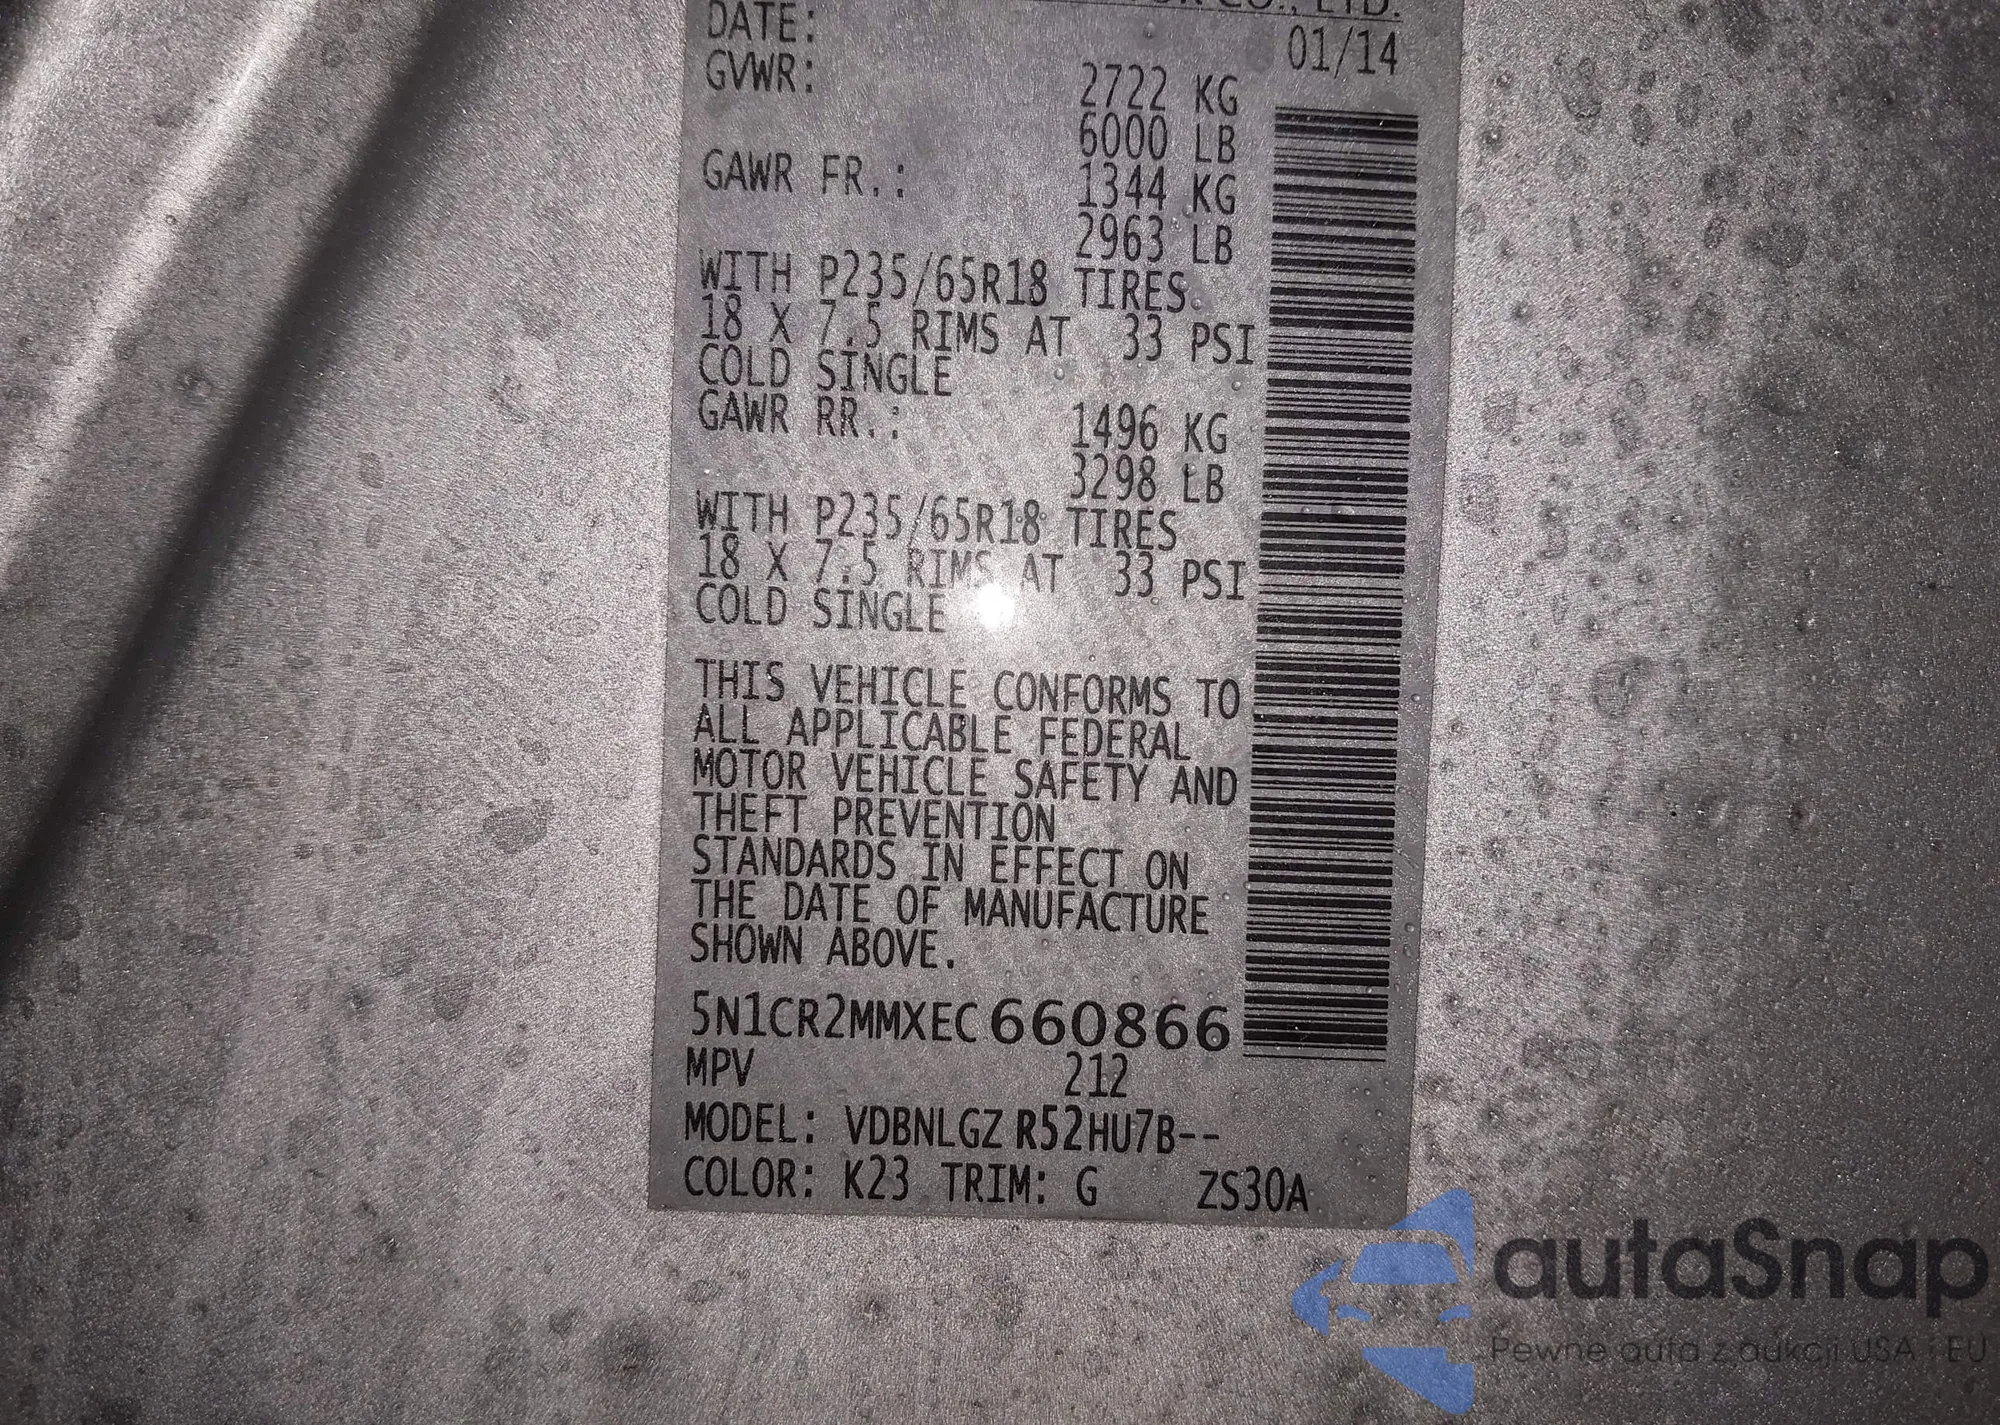 CO., LTD.
DATE: 01/14
GVWR: 2722 KG
6000 LB
GAWR FR.: 1344 KG
2963 LB
WITH P235/65R18 TIRES
18 X 7.5 RIMS AT 33 PSI
COLD SINGLE
GAWR RR.: 1496 KG
3298 LB
WITH P235/65R18 TIRES
18 X 7.5 RIMS AT 33 PSI
COLD SINGLE
THIS VEHICLE CONFORMS TO
ALL APPLICABLE FEDERAL
MOTOR VEHICLE SAFETY AND
THEFT PREVENTION
STANDARDS IN EFFECT ON
THE DATE OF MANUFACTURE
SHOWN ABOVE.
5N1CR2MMXEC660866
MPV 212
MODEL: VDBNLGZ R52HU7B--
COLOR: K23 TRIM: G ZS30A
autaSnap
Pewne auta z aukcji USA i EU